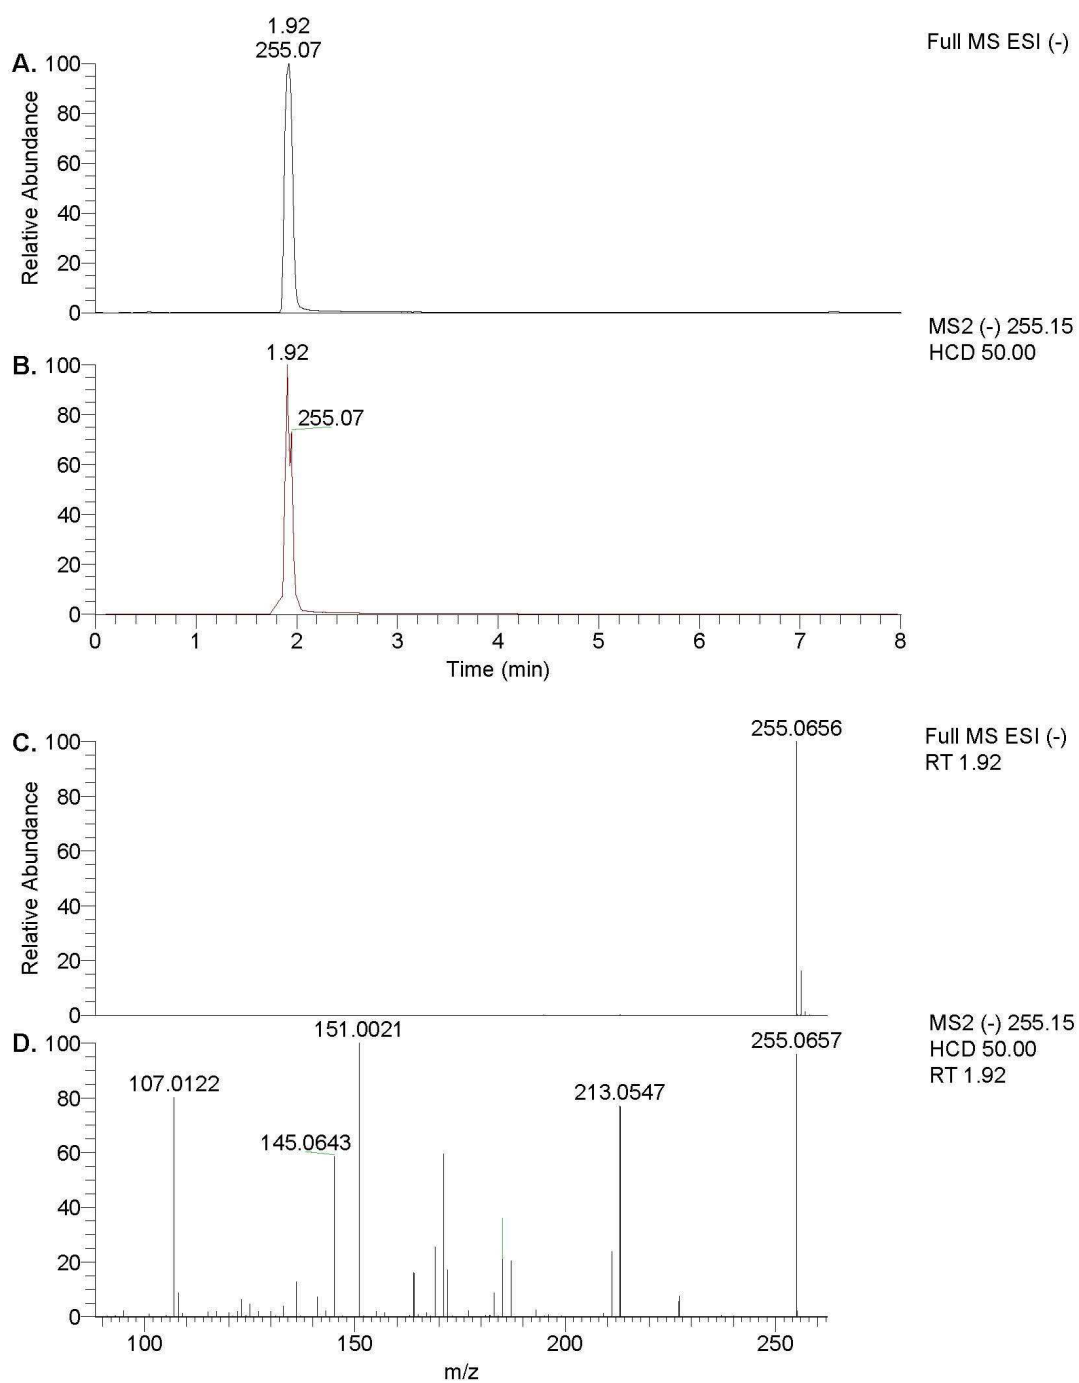 1.92
255.07
Full MS ESI (-)
A.
100
80
60
40
20
0
Relative Abundance
MS2 (-) 255.15
HCD 50.00
B.
1.92
255.07
100
80
60
40
20
0
0 1 2 3 4 5 6 7 8
Time (min)
C.
255.0656
Full MS ESI (-)
RT 1.92
100
80
60
40
20
0
Relative Abundance
D.
151.0021
255.0657
MS2 (-) 255.15
HCD 50.00
RT 1.92
107.0122
213.0547
145.0643
100
80
60
40
20
0
100 150 200 250
m/z